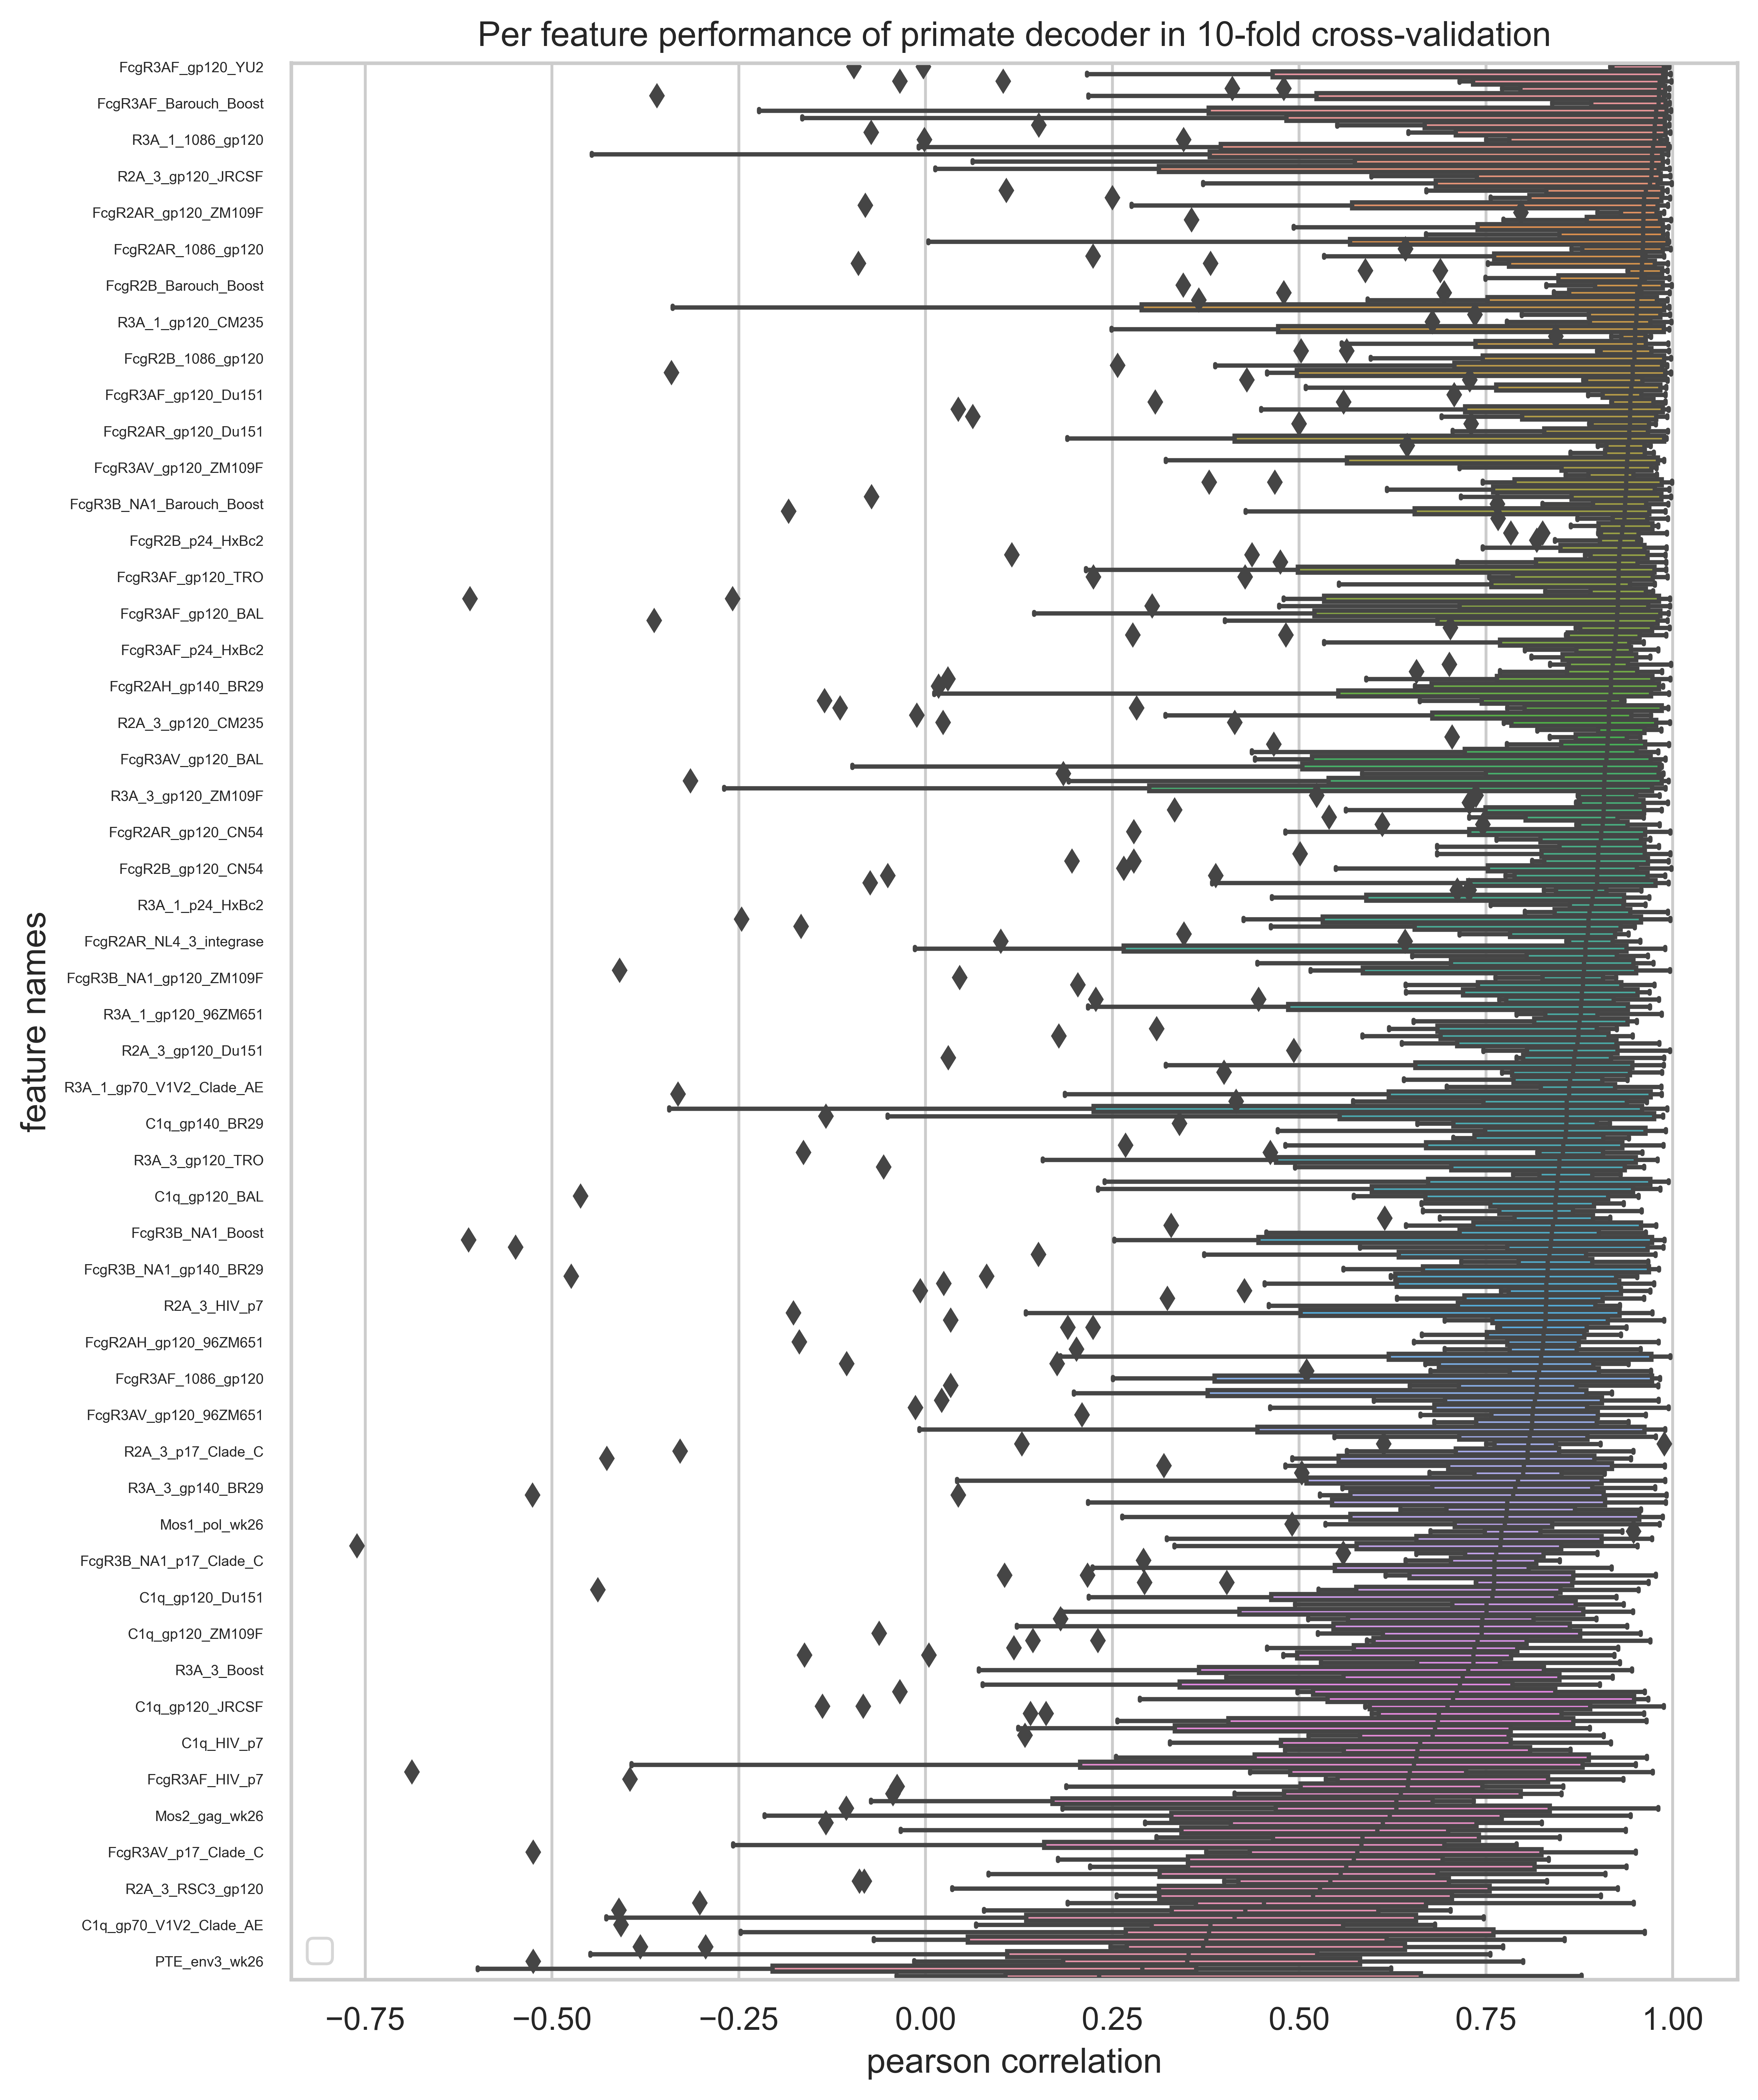 Per feature performance of primate decoder in 10-fold cross-validation
FcgR3AF_gp120_YU2
FcgR3AF_Barouch_Boost
R3A_1_1086_gp120
R2A_3_gp120_JRCSF
FcgR2AR_gp120_ZM109F
FcgR2AR_1086_gp120
FcgR2B_Barouch_Boost
R3A_1_gp120_CM235
FcgR2B_1086_gp120
FcgR3AF_gp120_Du151
FcgR2AR_gp120_Du151
FcgR3AV_gp120_ZM109F
FcgR3B_NA1_Barouch_Boost
FcgR2B_p24_HxBc2
FcgR3AF_gp120_TRO
FcgR3AF_gp120_BAL
FcgR3AF_p24_HxBc2
FcgR2AH_gp140_BR29
R2A_3_gp120_CM235
FcgR3AV_gp120_BAL
R3A_3_gp120_ZM109F
FcgR2AR_gp120_CN54
FcgR2B_gp120_CN54
R3A_1_p24_HxBc2
FcgR2AR_NL4_3_integrase
FcgR3B_NA1_gp120_ZM109F
R3A_1_gp120_96ZM651
R2A_3_gp120_Du151
R3A_1_gp70_V1V2_Clade_AE
C1q_gp140_BR29
R3A_3_gp120_TRO
C1q_gp120_BAL
FcgR3B_NA1_Boost
FcgR3B_NA1_gp140_BR29
R2A_3_HIV_p7
FcgR2AH_gp120_96ZM651
FcgR3AF_1086_gp120
FcgR3AV_gp120_96ZM651
R2A_3_p17_Clade_C
R3A_3_gp140_BR29
Mos1_pol_wk26
FcgR3B_NA1_p17_Clade_C
C1q_gp120_Du151
C1q_gp120_ZM109F
R3A_3_Boost
C1q_gp120_JRCSF
C1q_HIV_p7
FcgR3AF_HIV_p7
Mos2_gag_wk26
FcgR3AV_p17_Clade_C
R2A_3_RSC3_gp120
C1q_gp70_V1V2_Clade_AE
PTE_env3_wk26
feature names
−0.75 −0.50 −0.25 0.00 0.25 0.50 0.75 1.00
pearson correlation